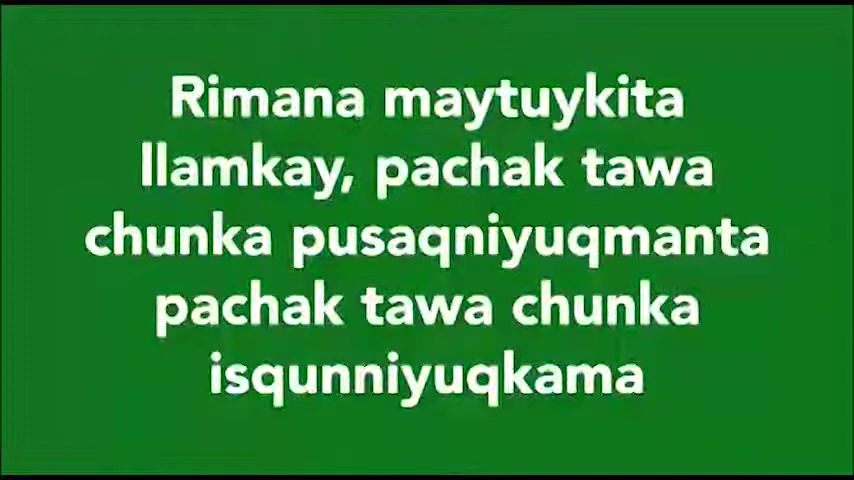 Rimana maytuykita
llamkay, pachak tawa
chunka pusaqniyuqmanta
pachak tawa chunka
isqunniyuqkama